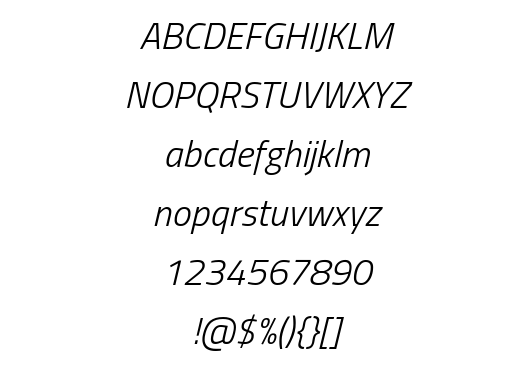 ABCDEFGHIJKLM
NOPQRSTUVWXYZ
abcdefghijklm
nopqrstuvwxyz
1234567890
!@$%(){}[]